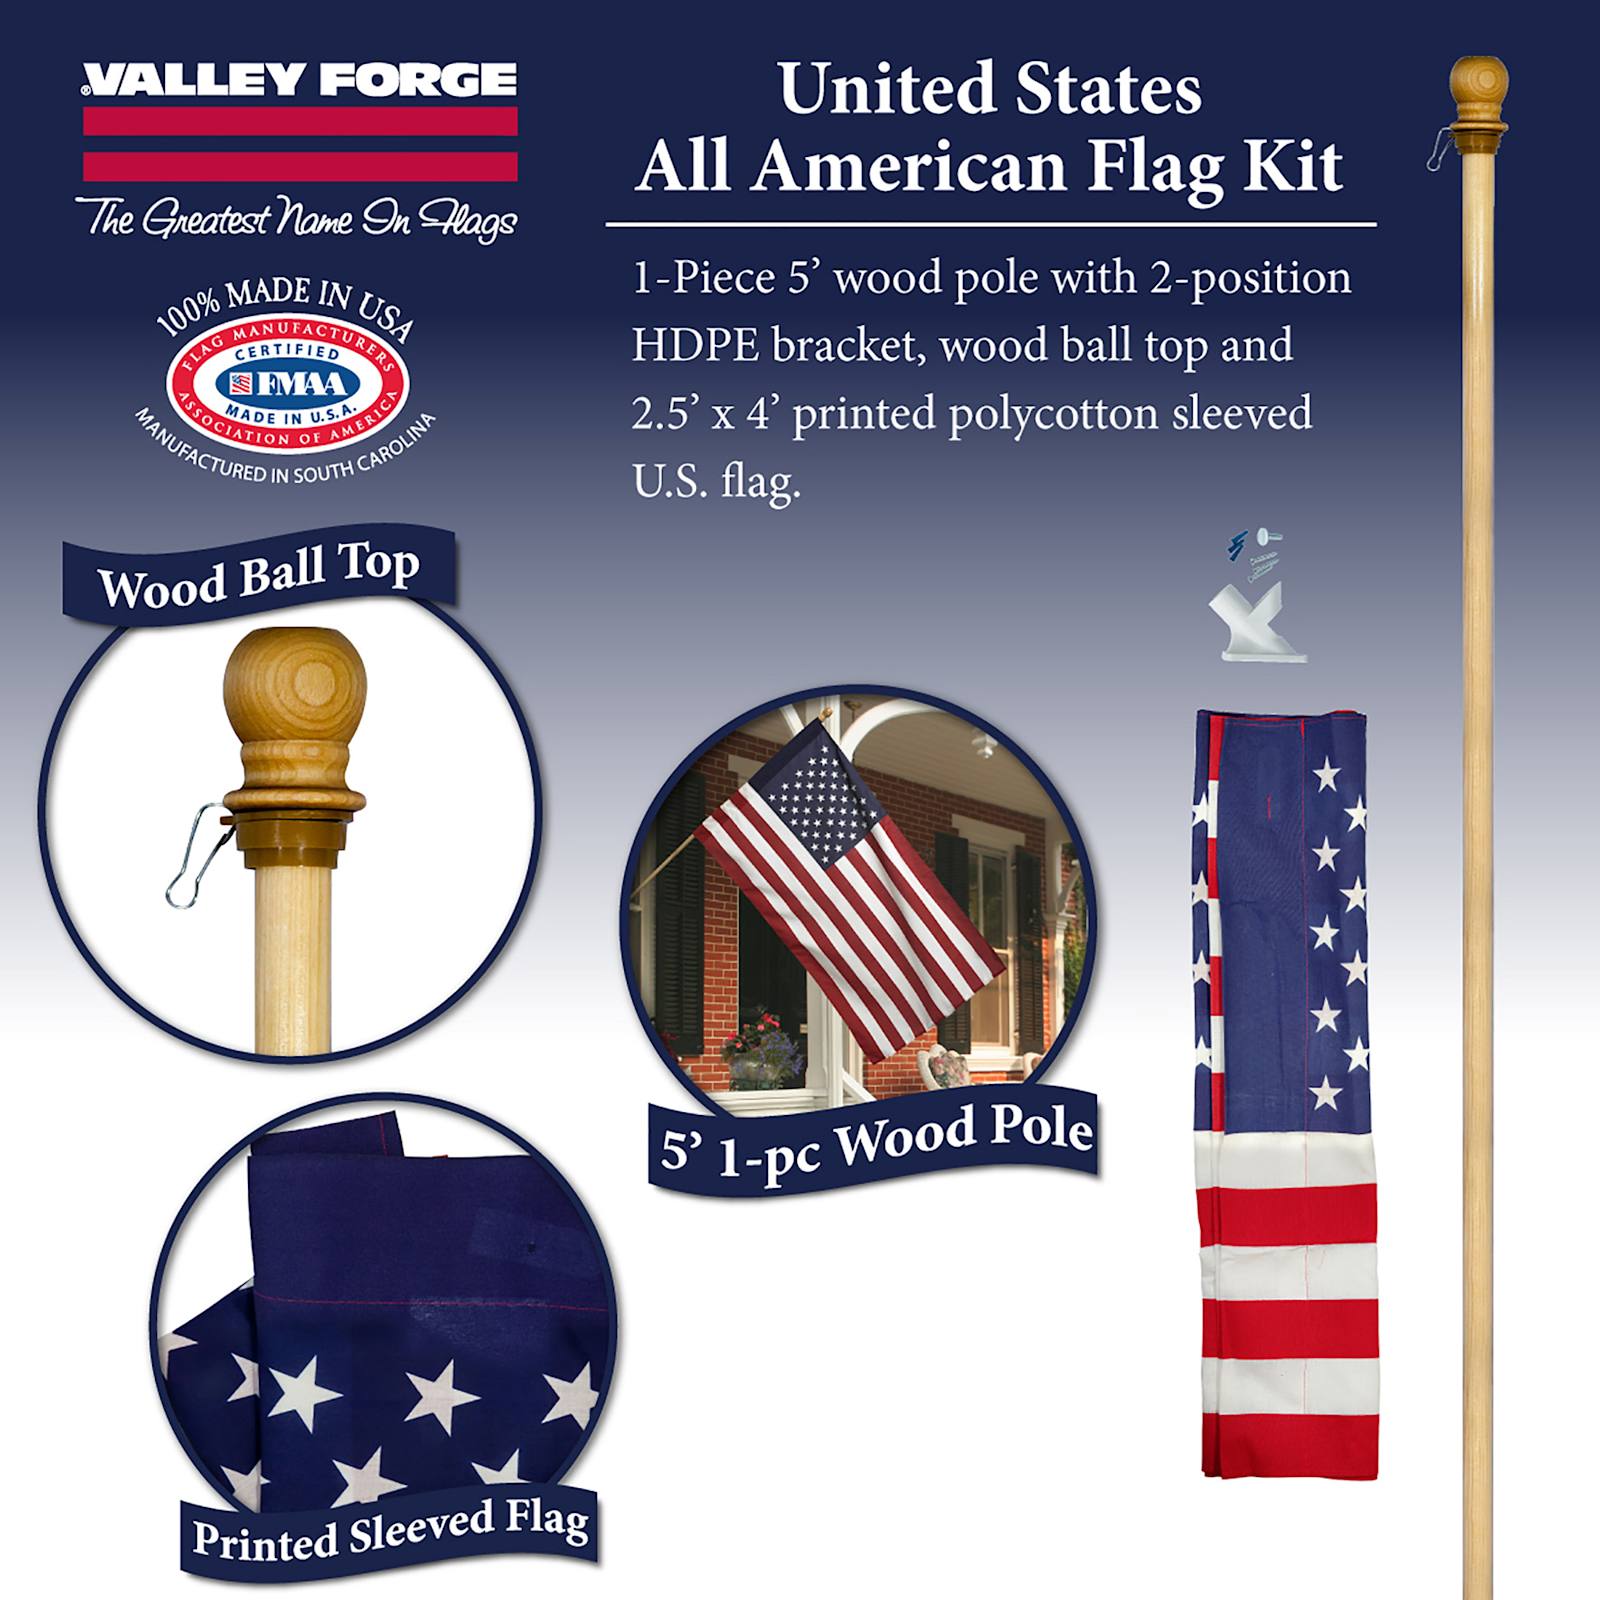 ®VALLEY FORGE
The Greatest Name In Flags
100% MADE IN USA
FLAG MANUFACTURERS
CERTIFIED
FMAA
MADE IN U.S.A.
ASSOCIATION OF AMERICA
MANUFACTURED IN SOUTH CAROLINA
United States
All American Flag Kit
1-Piece 5’ wood pole with 2-position
HDPE bracket, wood ball top and
2.5’ x 4’ printed polycotton sleeved
U.S. flag.
Wood Ball Top
5’ 1-pc Wood Pole
Printed Sleeved Flag